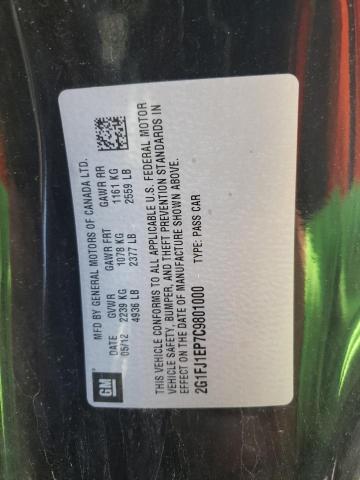 GM
MFD BY GENERAL MOTORS OF CANADA LTD.
DATE GVWR GAWR FRT GAWR RR
05/12 2239 KG 1078 KG 1161 KG
4936 LB 2377 LB 2559 LB
THIS VEHICLE CONFORMS TO ALL APPLICABLE U.S. FEDERAL MOTOR
VEHICLE SAFETY, BUMPER, AND THEFT PREVENTION STANDARDS IN
EFFECT ON THE DATE OF MANUFACTURE SHOWN ABOVE.
2G1FJ1EP7C9801000 TYPE: PASS CAR